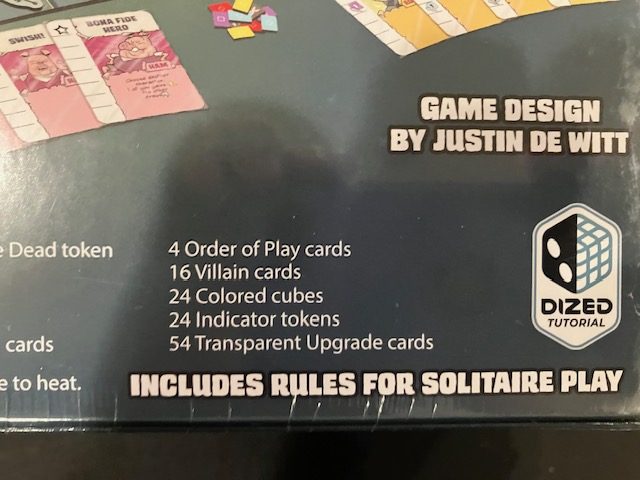 SWISH!
BONA FIDE
HERO
HAM
GAME DESIGN
BY JUSTIN DE WITT
e Dead token
4 Order of Play cards
16 Villain cards
24 Colored cubes
24 Indicator tokens
cards
54 Transparent Upgrade cards
DIZED
TUTORIAL
e to heat.
INCLUDES RULES FOR SOLITAIRE PLAY